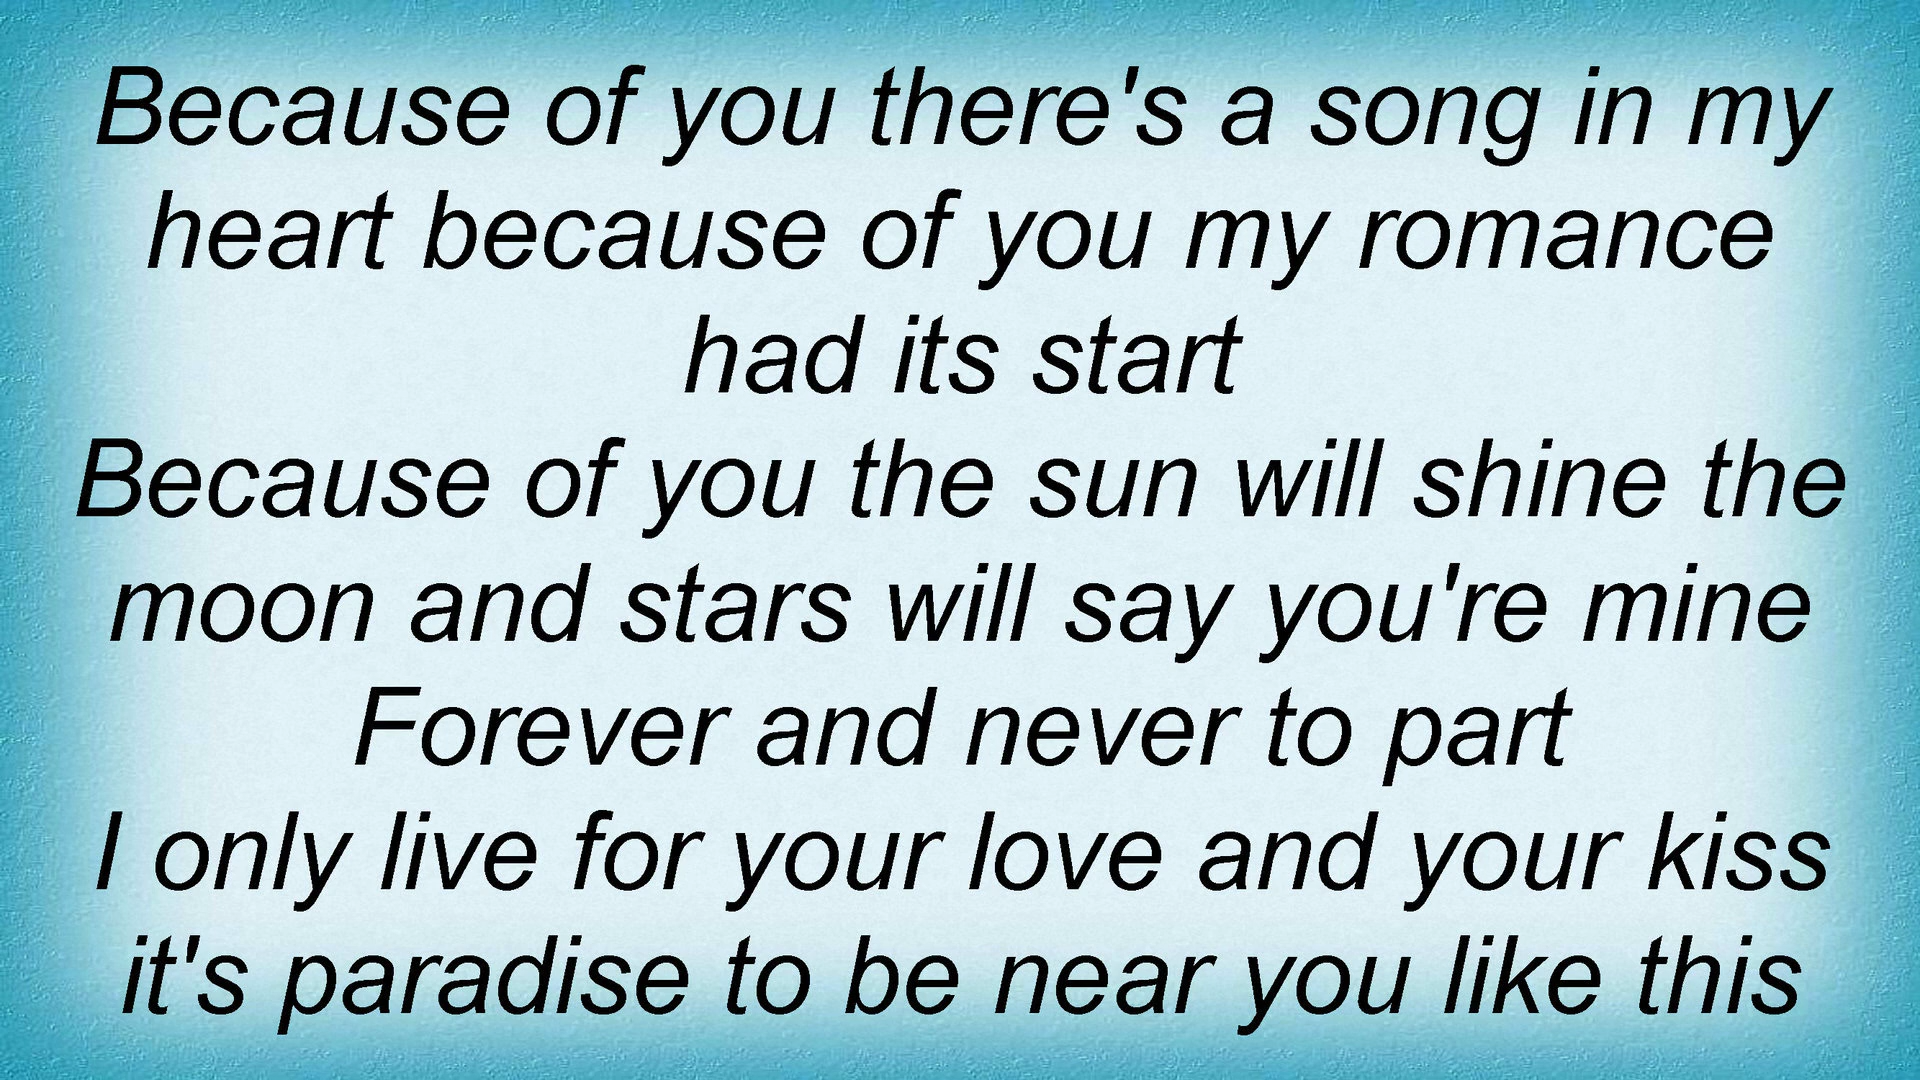 Because of you there's a song in my
heart because of you my romance
had its start
Because of you the sun will shine the
moon and stars will say you're mine
Forever and never to part
I only live for your love and your kiss
it's paradise to be near you like this